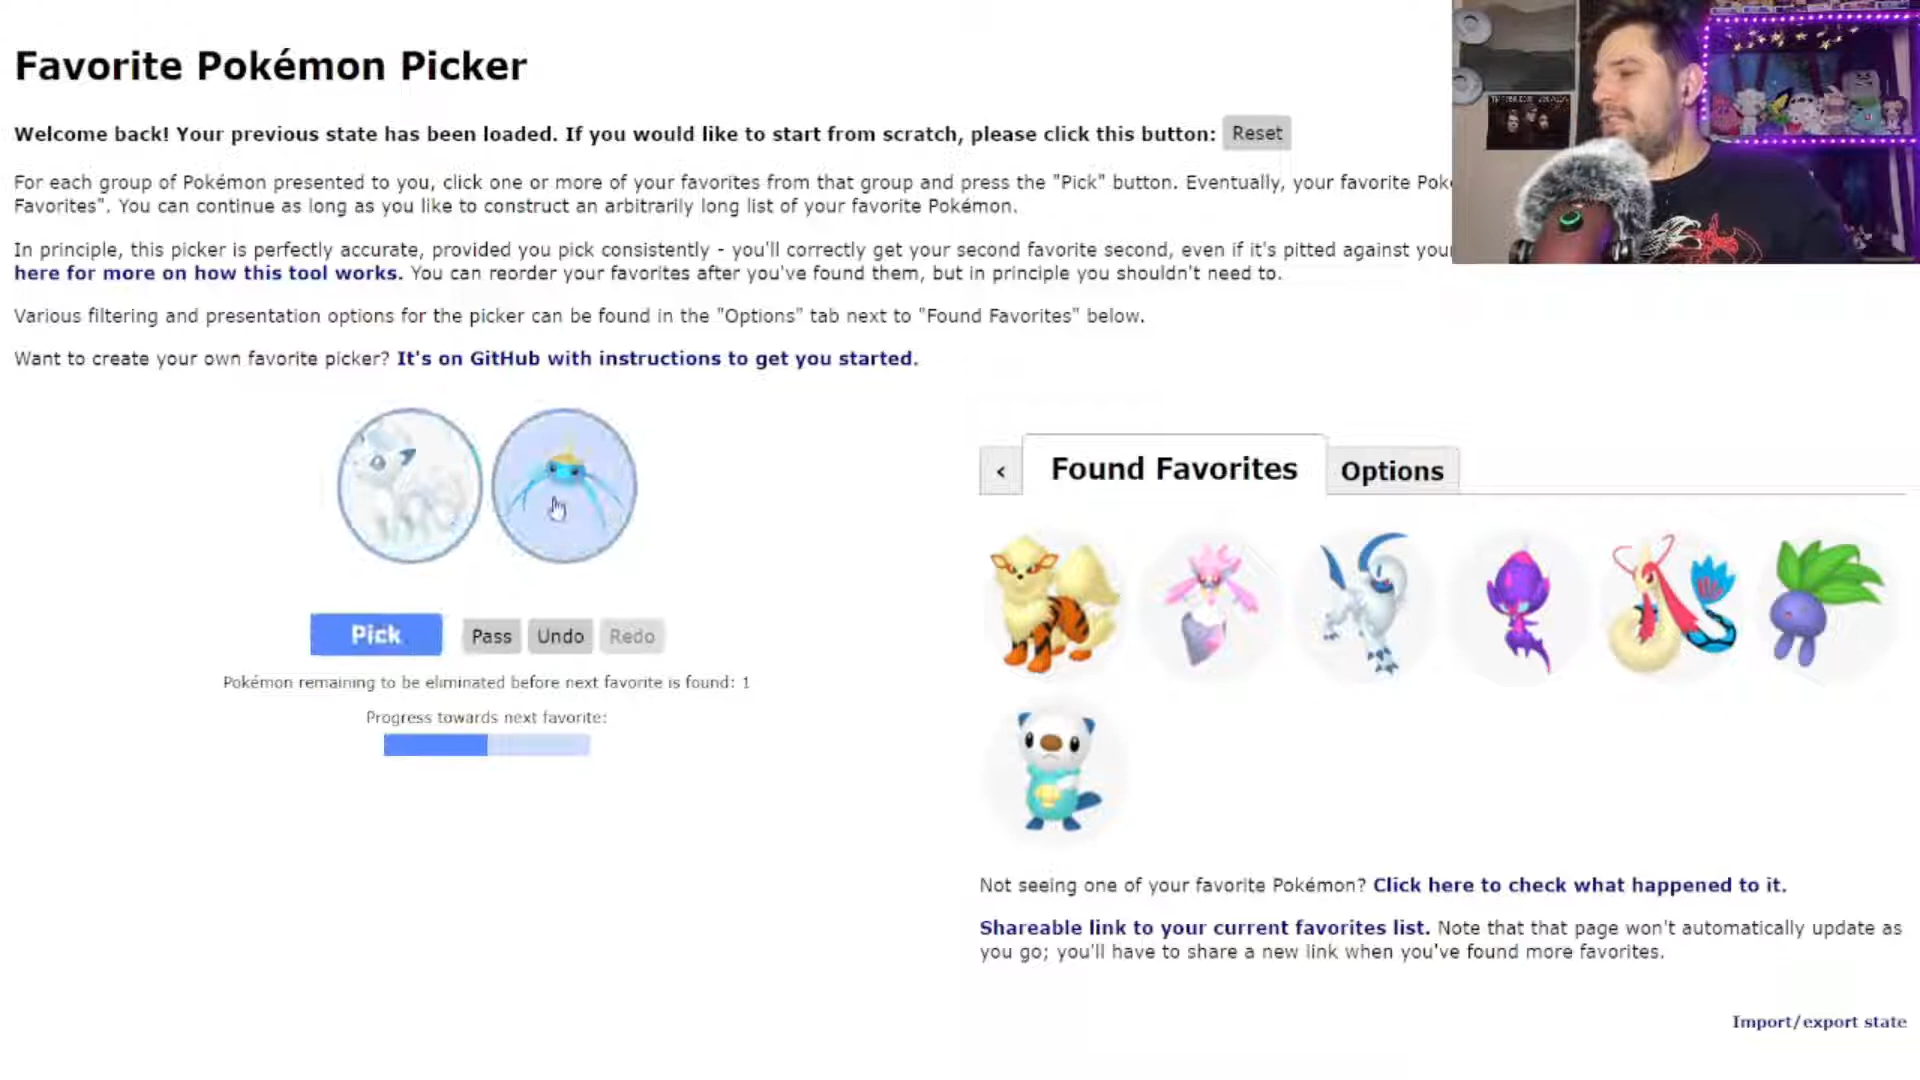 Favorite Pokémon Picker
Welcome back! Your previous state has been loaded. If you would like to start from scratch, please click this button: Reset
For each group of Pokémon presented to you, click one or more of your favorites from that group and press the "Pick" button. Eventually, your favorite
Favorites". You can continue as long as you like to construct an arbitrarily long list of your favorite Pokémon.
In principle, this picker is perfectly accurate, provided you pick consistently - you'll correctly get your second favorite second, even if it's pitted against
here for more on how this tool works. You can reorder your favorites after you've found them, but in principle you shouldn't need to.
Various filtering and presentation options for the picker can be found in the "Options" tab next to "Found Favorites" below.
Want to create your own favorite picker? It's on GitHub with instructions to get you started.
< Found Favorites Options
Pick Pass Undo Redo
Pokémon remaining to be eliminated before next favorite is found: 1
Progress towards next favorite:
Not seeing one of your favorite Pokémon? Click here to check what happened to it.
Shareable link to your current favorites list. Note that that page won't automatically update as
you go; you'll have to share a new link when you've found more favorites.
Import/export state